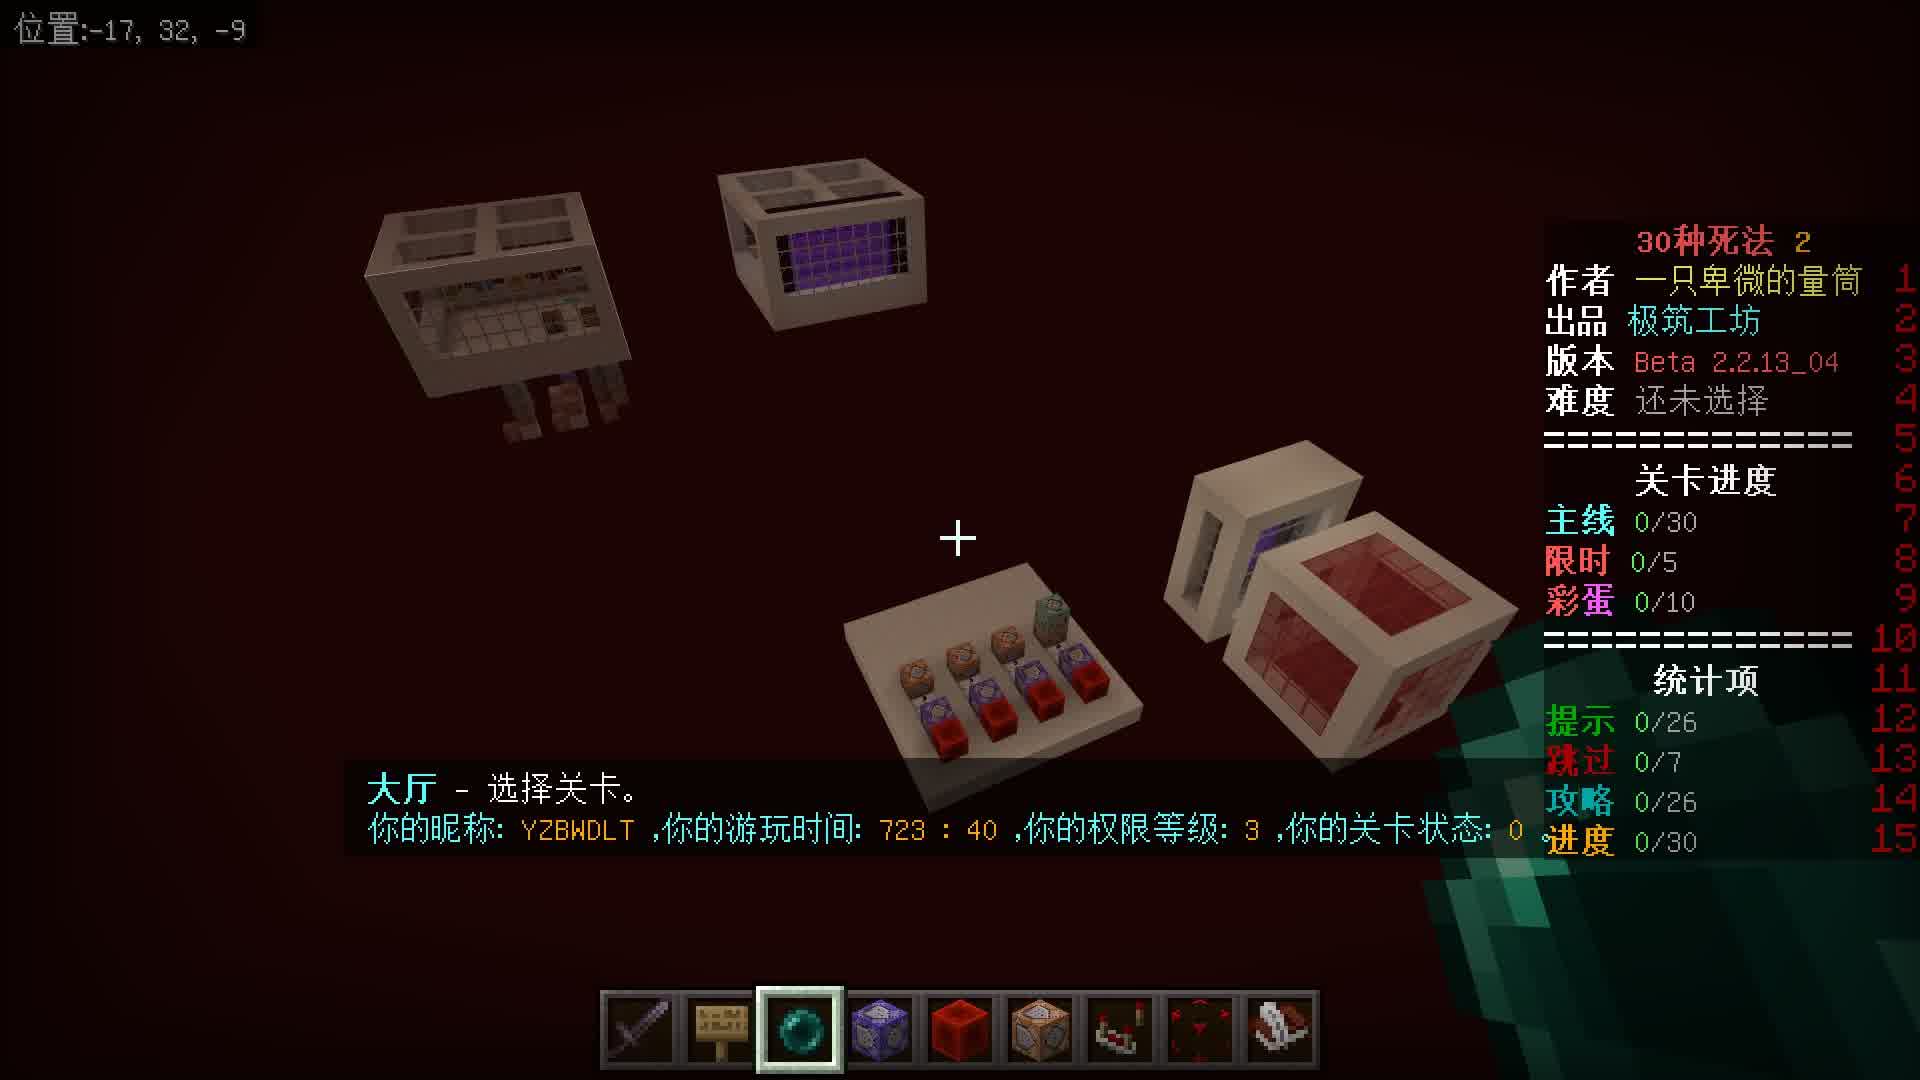 位置:-17, 32, -9
30种死法 2
作者 一只卑微的量筒 1
出品 极筑工坊 2
版本 Beta 2.2.13_04 3
难度 还未选择 4
============= 5
关卡进度 6
主线 0/30 7
限时 0/5 8
彩蛋 0/10 9
============= 10
统计项 11
提示 0/26 12
跳过 0/7 13
攻略 0/26 14
进度 0/30 15
大厅 - 选择关卡。
你的昵称: YZBWDLT ,你的游玩时间: 723 : 40 ,你的权限等级: 3 ,你的关卡状态: 0 。